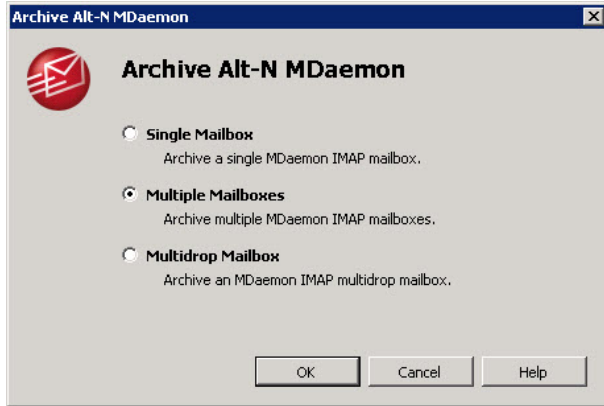 Archive Alt-N MDaemon
Archive Alt-N MDaemon
Single Mailbox
Archive a single MDaemon IMAP mailbox.
Multiple Mailboxes
Archive multiple MDaemon IMAP mailboxes.
Multidrop Mailbox
Archive an MDaemon IMAP multidrop mailbox.
OK Cancel Help